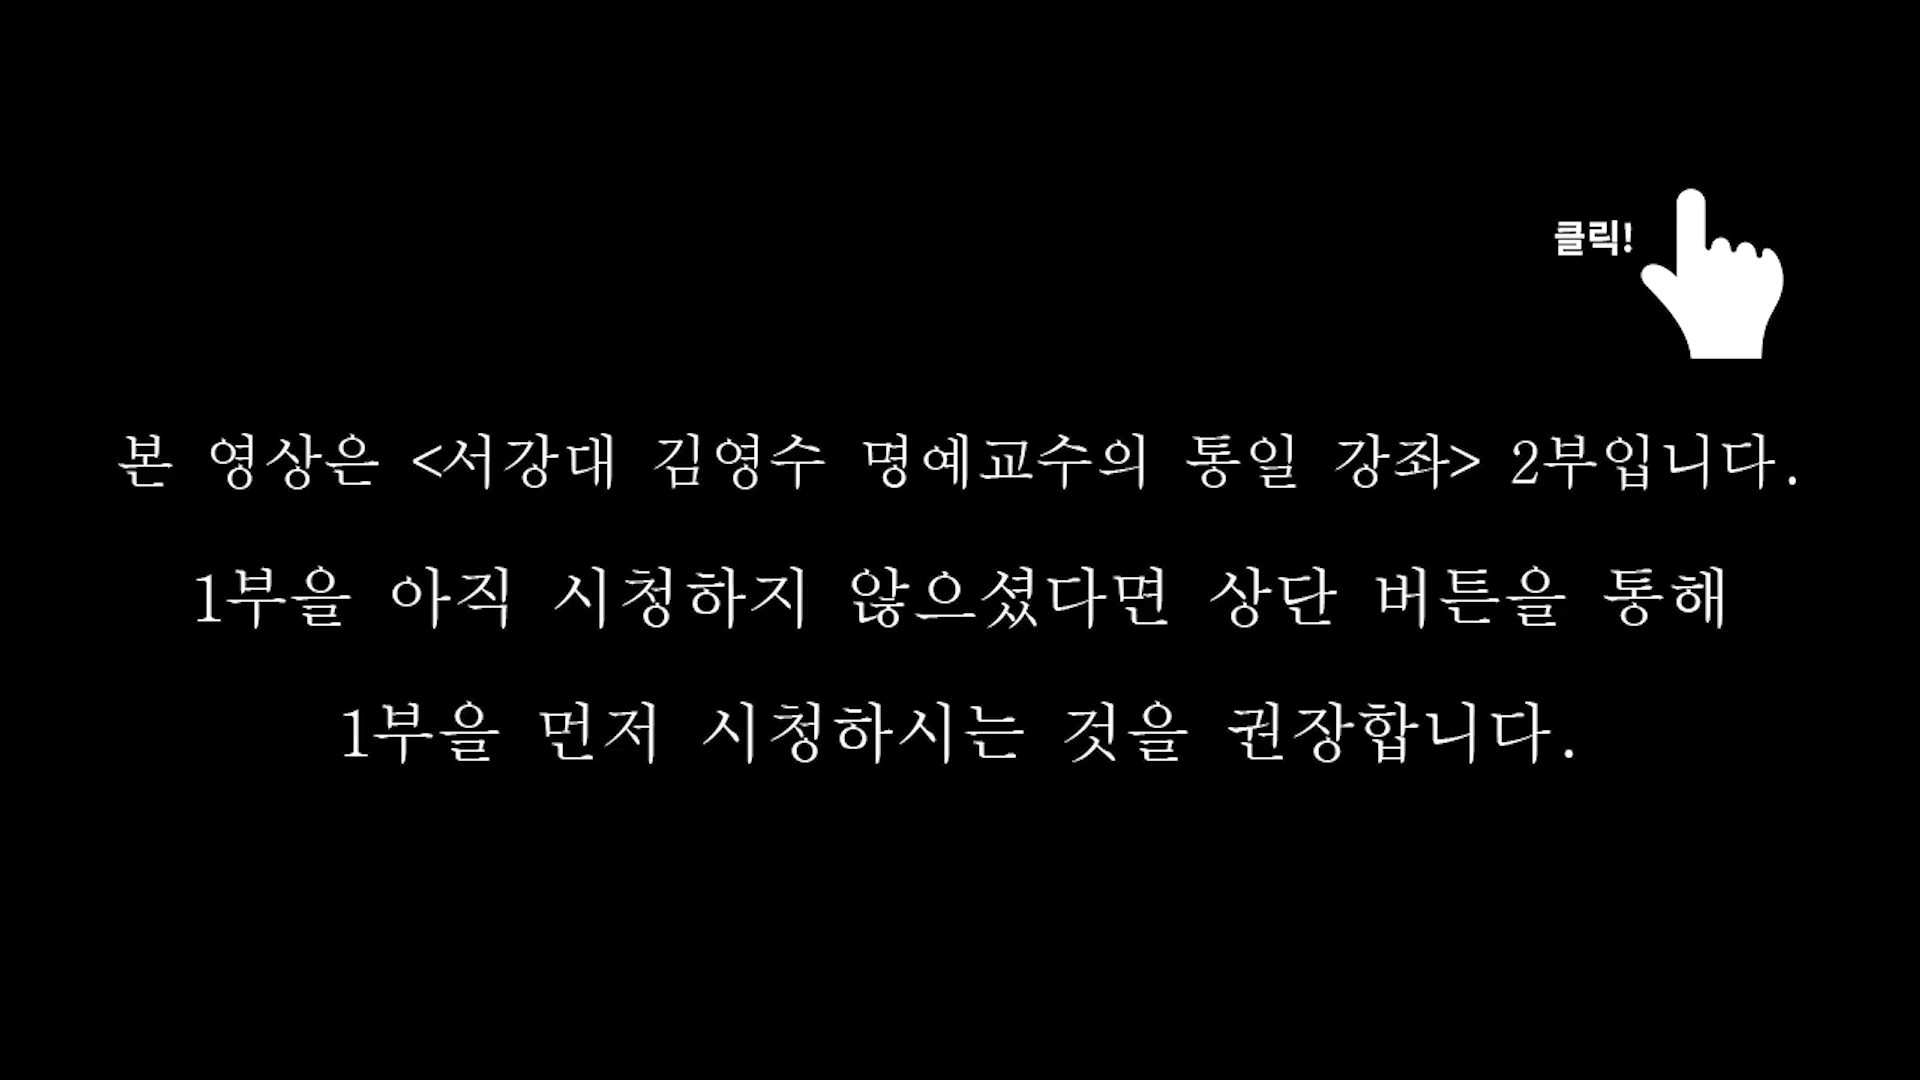 클릭!
본 영상은 <서강대 김영수 명예교수의 통일 강좌> 2부입니다.
1부을 아직 시청하지 않으셨다면 상단 버튼을 통해
1부을 먼저 시청하시는 것을 권장합니다.